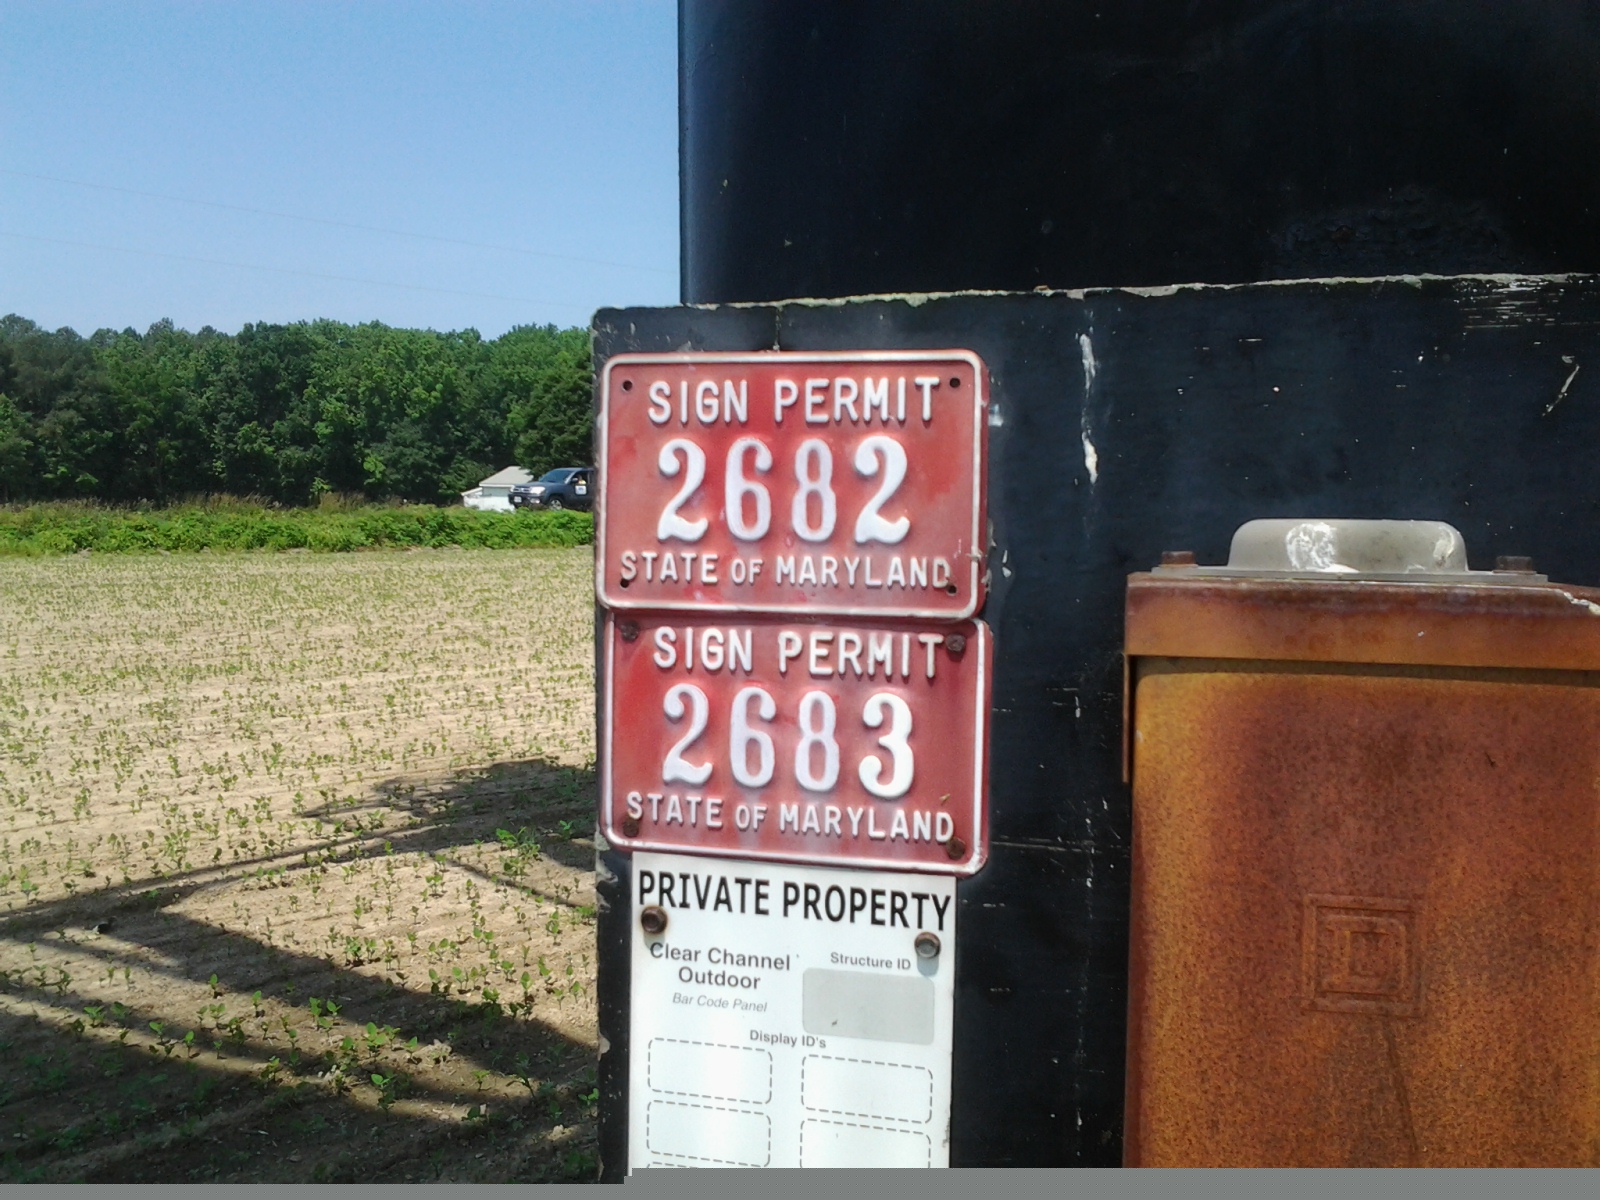 SIGN PERMIT
2682
STATE OF MARYLAND
SIGN PERMIT
2683
STATE OF MARYLAND
PRIVATE PROPERTY
Clear Channel
Outdoor
Bar Code Panel
Structure ID
Display ID's
D